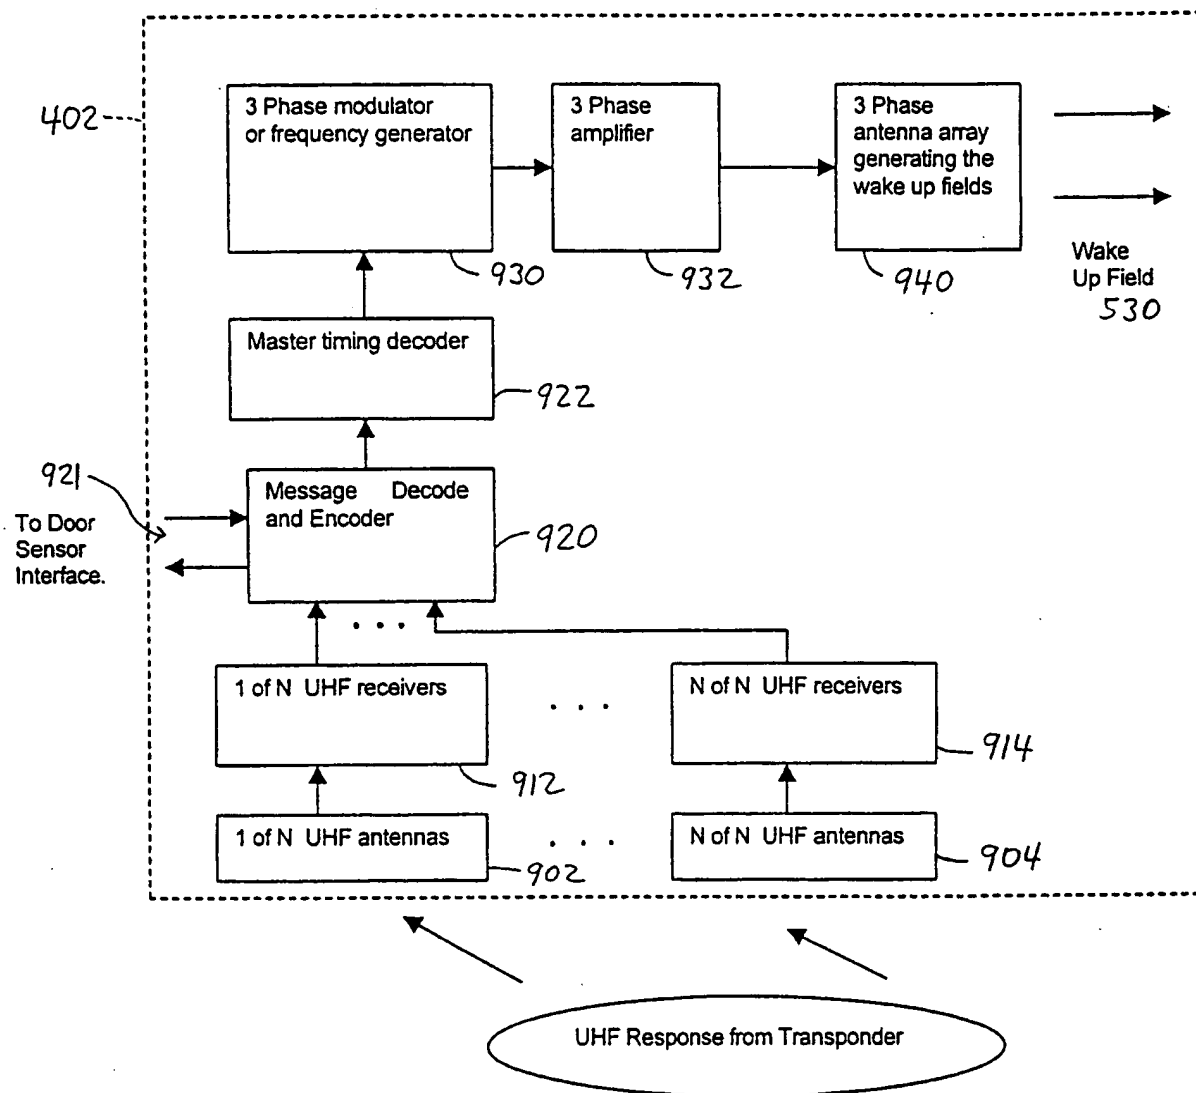 402
3 Phase modulator
or frequency generator
930
3 Phase
amplifier
932
3 Phase
antenna array
generating the
wake up fields
940
Wake
Up Field
530
Master timing decoder
922
921
To Door
Sensor
Interface.
Message Decode
and Encoder
920
1 of N UHF receivers
912
N of N UHF receivers
914
1 of N UHF antennas
902
N of N UHF antennas
904
UHF Response from Transponder